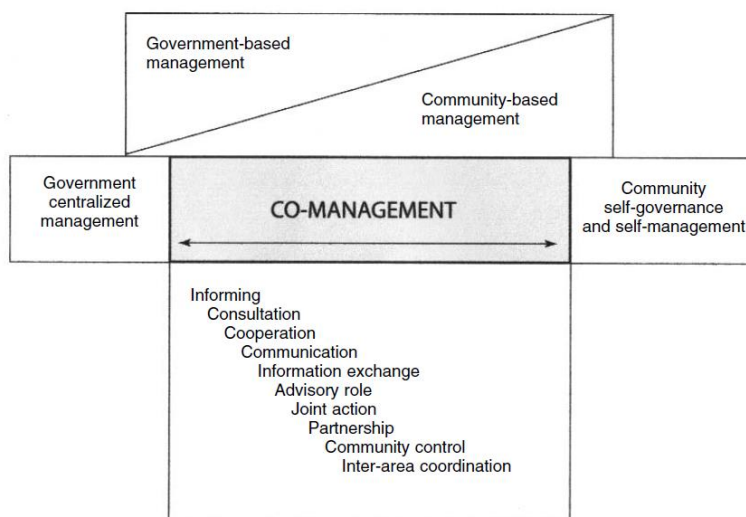 Government-based
management
Community-based
management
Government
centralized
management
CO-MANAGEMENT
Community
self-governance
and self-management
Informing
Consultation
Cooperation
Communication
Information exchange
Advisory role
Joint action
Partnership
Community control
Inter-area coordination